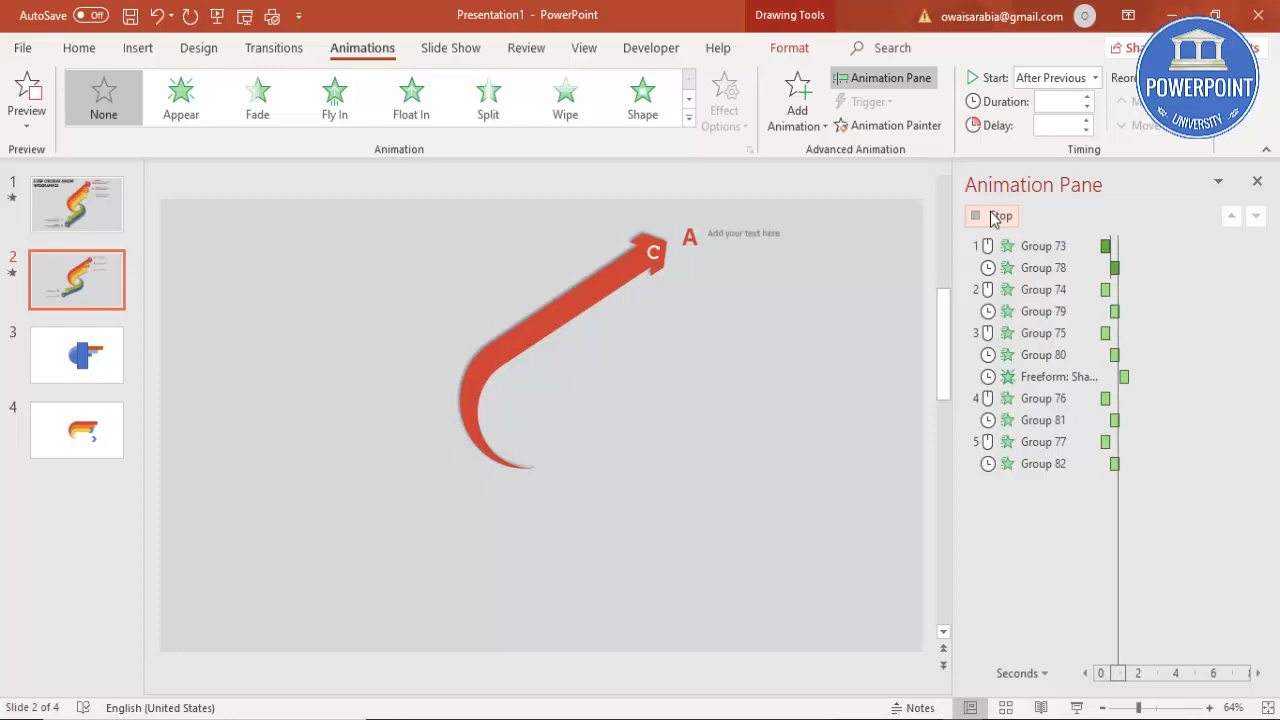 AutoSave Off
Presentation1 - PowerPoint
Drawing Tools
owaisarabia@gmail.com
File Home Insert Design Transitions Animations Slide Show Review View Developer Help Format Search
Preview
None Appear Fade Fly In Float In Split Wipe Shape
Effect Options
Add Animation
Animation Pane
Trigger
Animation Painter
Start: After Previous
Duration:
Delay:
Preview Animation Advanced Animation Timing
POWERPOINT
UNIVERSITY
Animation Pane
Stop
1 Group 73
Group 78
2 Group 74
Group 79
3 Group 75
Group 80
Freeform: Sha...
4 Group 76
Group 81
5 Group 77
Group 82
Seconds 0 2 4 6
1
2
3
4
C
A Add your text here
Slide 2 of 4 English (United States) Notes 64%